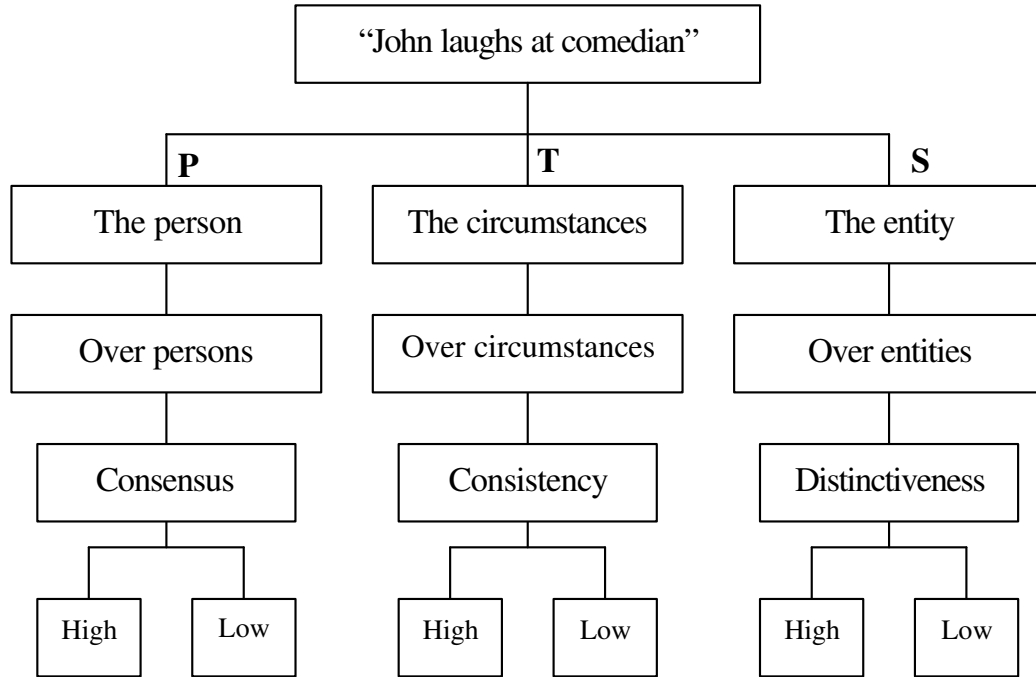 “John laughs at comedian”
P
T
S
The person
The circumstances
The entity
Over persons
Over circumstances
Over entities
Consensus
Consistency
Distinctiveness
High
Low
High
Low
High
Low